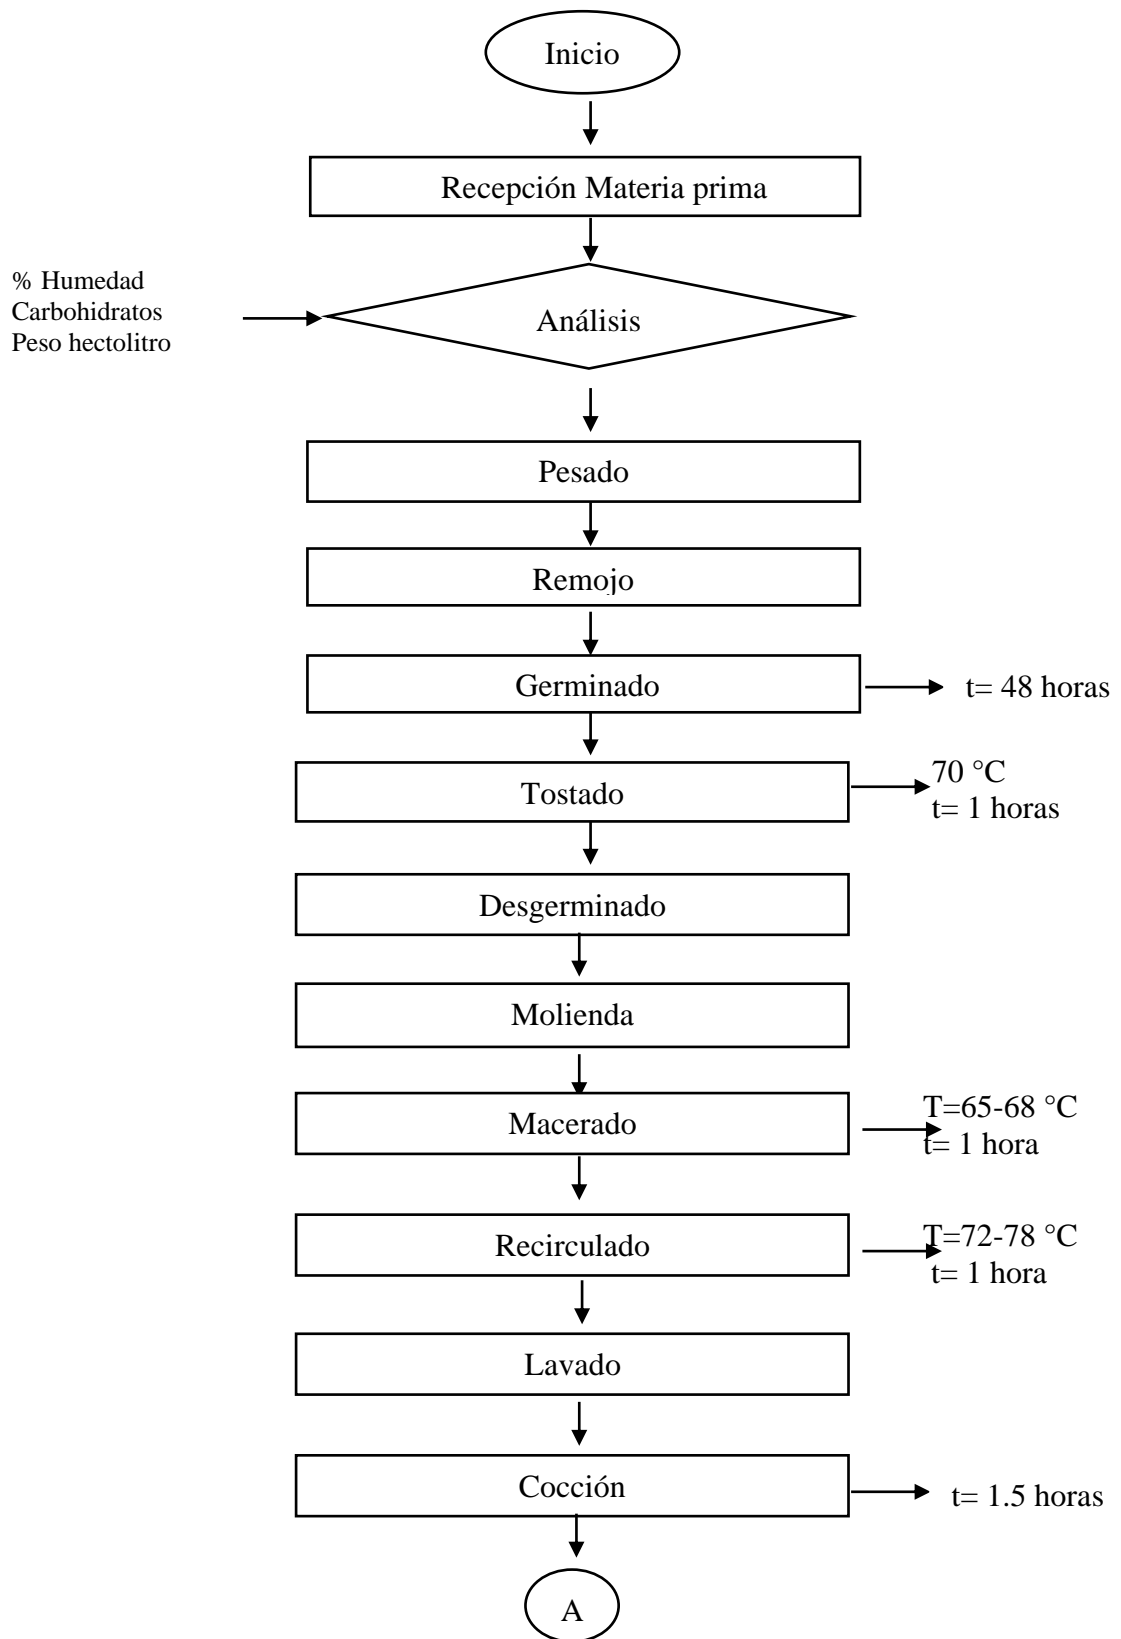 Inicio
Recepción Materia prima
% Humedad
Carbohidratos
Peso hectolitro
Análisis
Pesado
Remojo
Germinado
t= 48 horas
Tostado
70 °C
t= 1 horas
Desgerminado
Molienda
Macerado
T=65-68 °C
t= 1 hora
Recirculado
T=72-78 °C
t= 1 hora
Lavado
Cocción
t= 1.5 horas
A